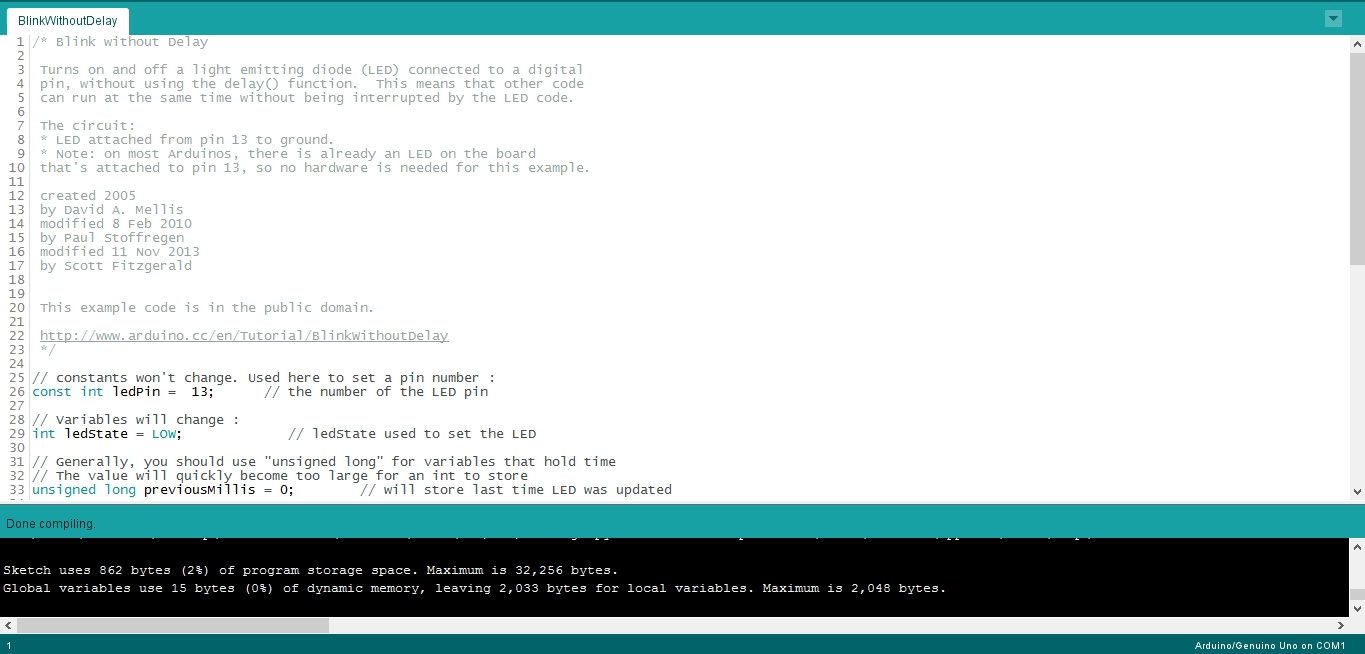 BlinkWithoutDelay
1 /* Blink without Delay
2
3 Turns on and off a light emitting diode (LED) connected to a digital
4 pin, without using the delay() function.  This means that other code
5 can run at the same time without being interrupted by the LED code.
6
7 The circuit:
8 * LED attached from pin 13 to ground.
9 * Note: on most Arduinos, there is already an LED on the board
10 that's attached to pin 13, so no hardware is needed for this example.
11
12 created 2005
13 by David A. Mellis
14 modified 8 Feb 2010
15 by Paul Stoffregen
16 modified 11 Nov 2013
17 by Scott Fitzgerald
18
19
20 This example code is in the public domain.
21
22 http://www.arduino.cc/en/Tutorial/BlinkWithoutDelay
23 */
24
25 // constants won't change. Used here to set a pin number :
26 const int ledPin =  13;      // the number of the LED pin
27
28 // Variables will change :
29 int ledState = LOW;             // ledState used to set the LED
30
31 // Generally, you should use "unsigned long" for variables that hold time
32 // The value will quickly become too large for an int to store
33 unsigned long previousMillis = 0;        // will store last time LED was updated
Done compiling.
Sketch uses 862 bytes (2%) of program storage space. Maximum is 32,256 bytes.
Global variables use 15 bytes (0%) of dynamic memory, leaving 2,033 bytes for local variables. Maximum is 2,048 bytes.
1
Arduino/Genuino Uno on COM1